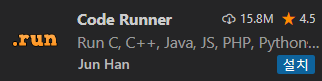 .run
Code Runner 15.8M ★ 4.5
Run C, C++, Java, JS, PHP, Python...
Jun Han 설치